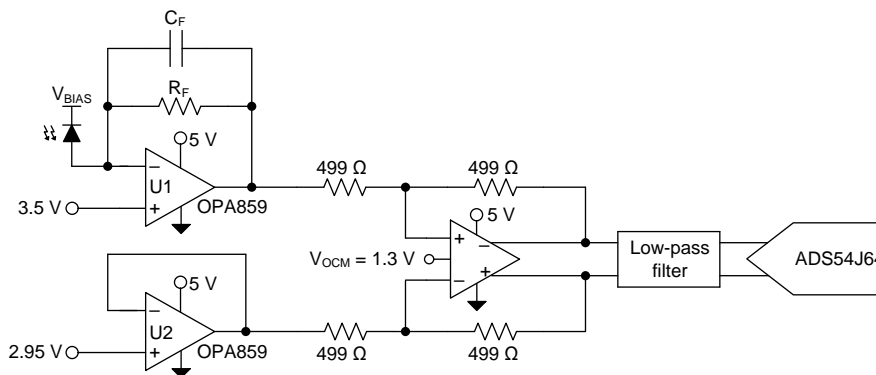 C_F
R_F
V_BIAS
5 V
−
U1
+
OPA859
3.5 V
499 Ω
499 Ω
5 V
+
−
V_OCM = 1.3 V
−
+
Low-pass
filter
ADS54J64
5 V
U2
+
OPA859
2.95 V
499 Ω
499 Ω